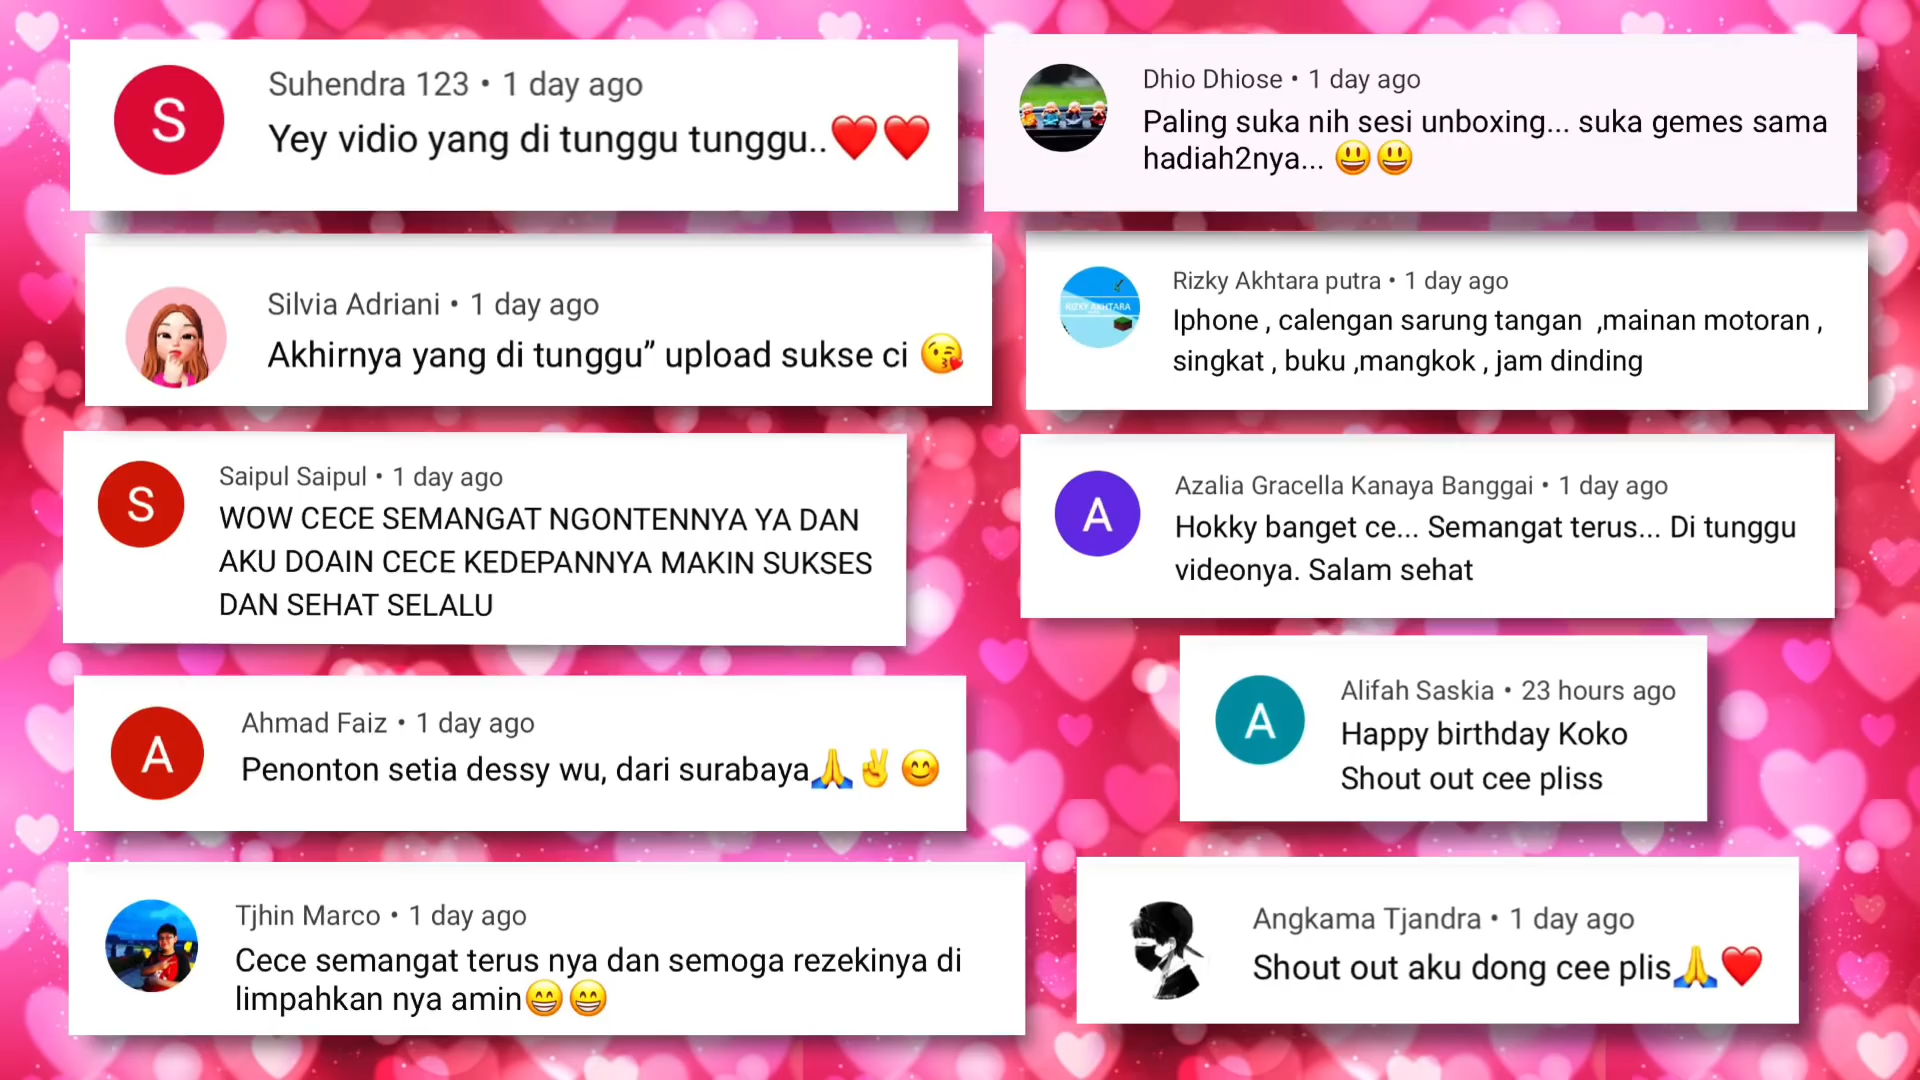 S
Suhendra 123 • 1 day ago
Yey vidio yang di tunggu tunggu..❤️❤️
Silvia Adriani • 1 day ago
Akhirnya yang di tunggu” upload sukse ci 😘
S
Saipul Saipul • 1 day ago
WOW CECE SEMANGAT NGONTENNYA YA DAN
AKU DOAIN CECE KEDEPANNYA MAKIN SUKSES
DAN SEHAT SELALU
A
Ahmad Faiz • 1 day ago
Penonton setia dessy wu, dari surabaya🙏✌️😊
Tjhin Marco • 1 day ago
Cece semangat terus nya dan semoga rezekinya di
limpahkan nya amin😁😁
Dhio Dhiose • 1 day ago
Paling suka nih sesi unboxing... suka gemes sama
hadiah2nya... 😃😃
RIZKY AKHTARA
Rizky Akhtara putra • 1 day ago
Iphone , calengan sarung tangan  ,mainan motoran ,
singkat , buku ,mangkok , jam dinding
A
Azalia Gracella Kanaya Banggai • 1 day ago
Hokky banget ce... Semangat terus... Di tunggu
videonya. Salam sehat
A
Alifah Saskia • 23 hours ago
Happy birthday Koko
Shout out cee pliss
Angkama Tjandra • 1 day ago
Shout out aku dong cee plis🙏❤️